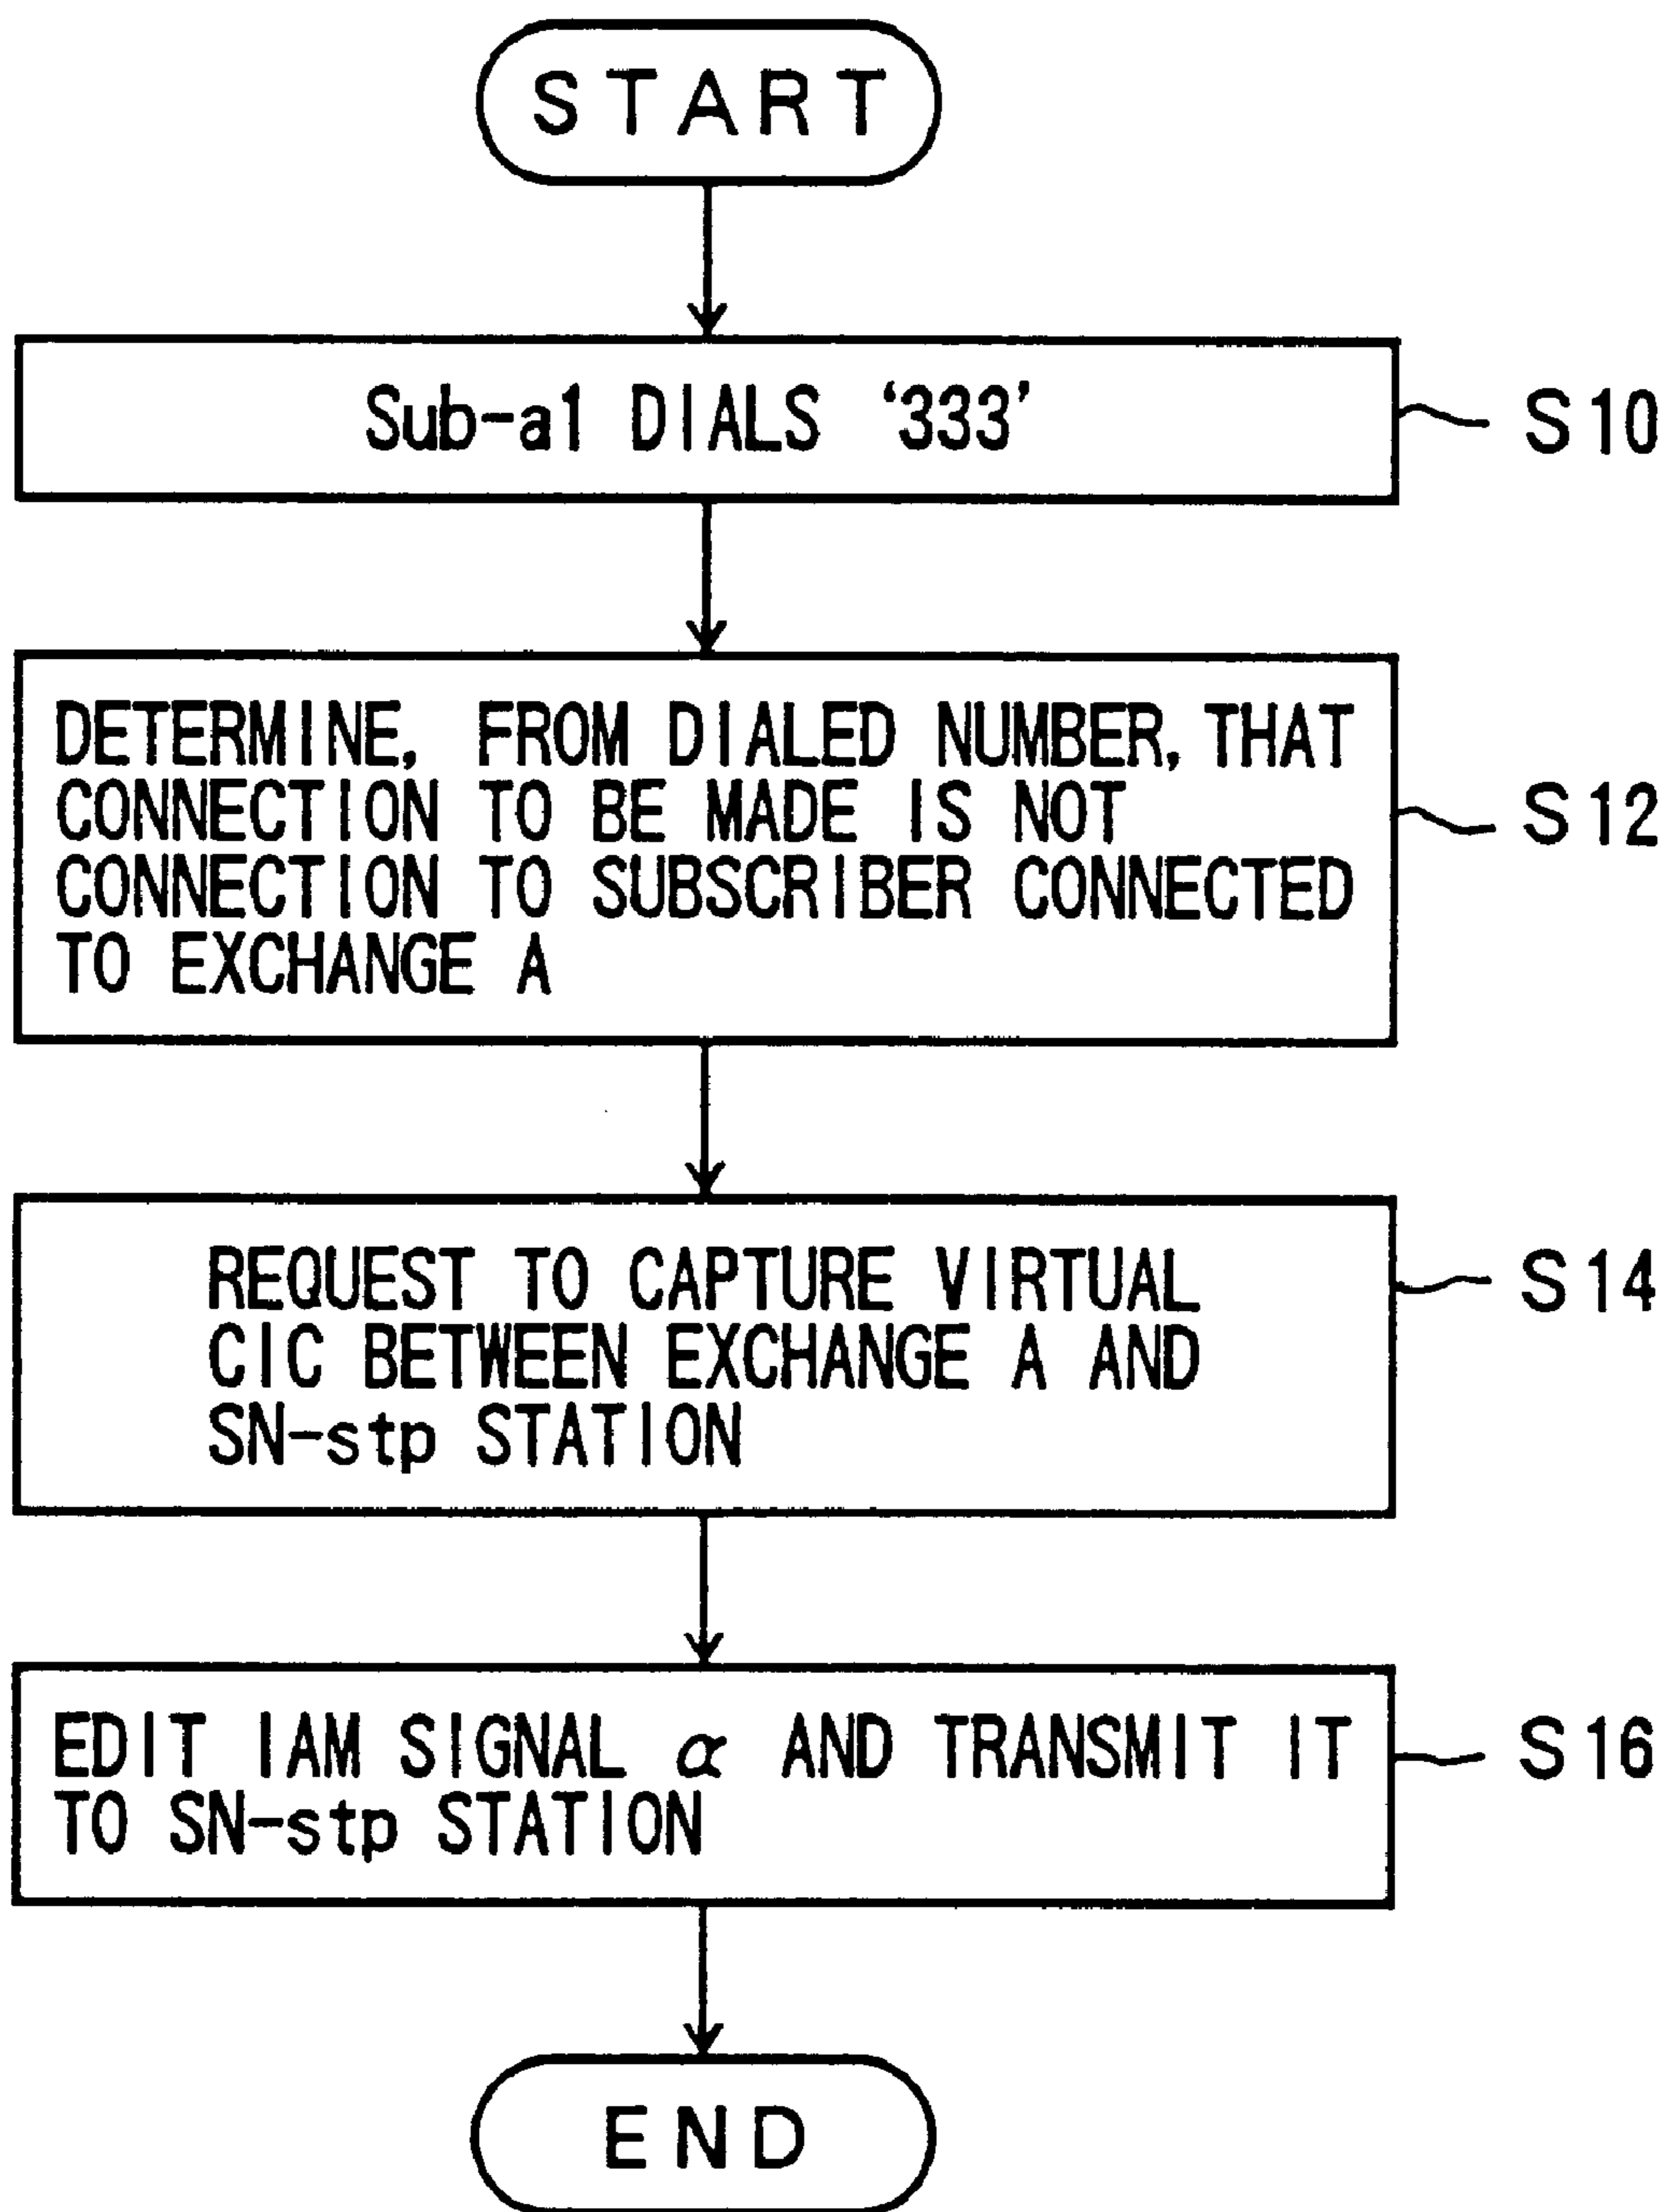 START
Sub-a1 DIALS ‘333’
S10
DETERMINE, FROM DIALED NUMBER, THAT
CONNECTION TO BE MADE IS NOT
CONNECTION TO SUBSCRIBER CONNECTED
TO EXCHANGE A
S12
REQUEST TO CAPTURE VIRTUAL
CIC BETWEEN EXCHANGE A AND
SN-stp STATION
S14
EDIT IAM SIGNAL α AND TRANSMIT IT
TO SN-stp STATION
S16
END